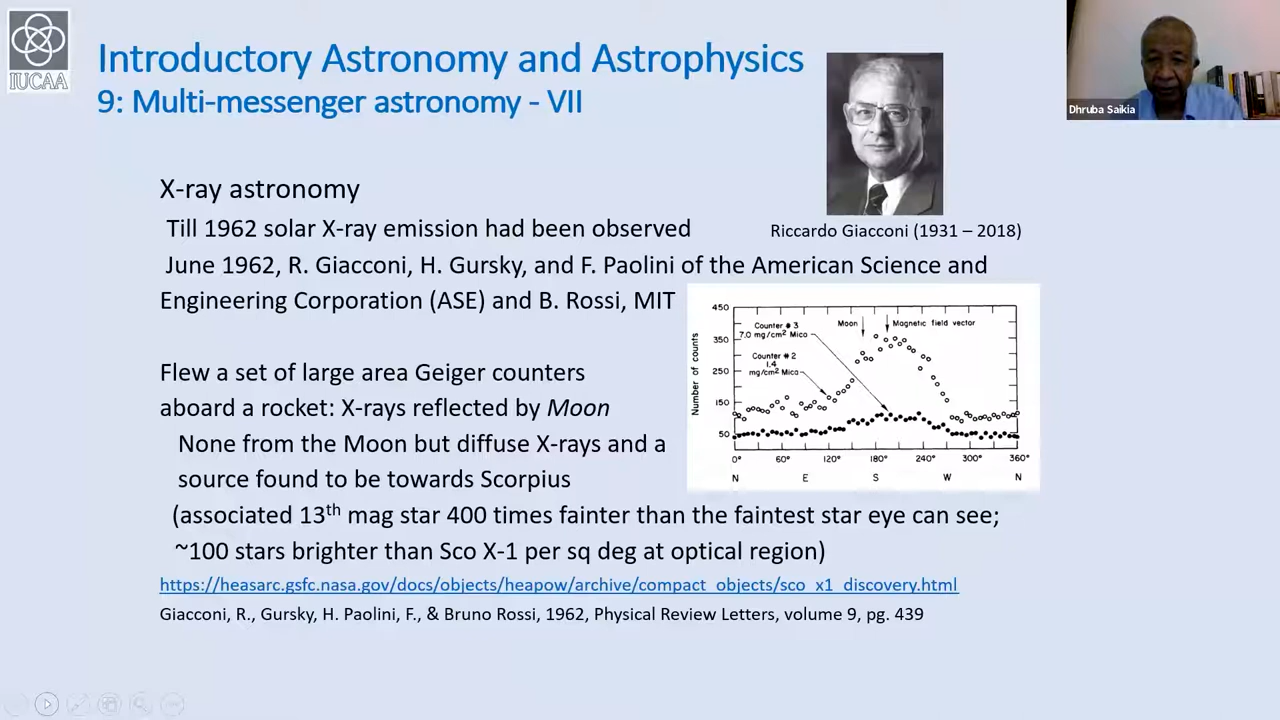 IUCAA
Introductory Astronomy and Astrophysics
9: Multi-messenger astronomy - VII
Dhruba Saikia
X-ray astronomy
Till 1962 solar X-ray emission had been observed
Riccardo Giacconi (1931 – 2018)
June 1962, R. Giacconi, H. Gursky, and F. Paolini of the American Science and
Engineering Corporation (ASE) and B. Rossi, MIT
Flew a set of large area Geiger counters
aboard a rocket: X-rays reflected by Moon
None from the Moon but diffuse X-rays and a
source found to be towards Scorpius
450
350
250
150
50
Number of counts
Counter # 3
7.0 mg/cm² Mica
Counter # 2
1.4
mg/cm² Mica
Moon
Magnetic field vector
0° 60° 120° 180° 240° 300° 360°
N E S W N
(associated 13th mag star 400 times fainter than the faintest star eye can see;
~100 stars brighter than Sco X-1 per sq deg at optical region)
https://heasarc.gsfc.nasa.gov/docs/objects/heapow/archive/compact_objects/sco_x1_discovery.html
Giacconi, R., Gursky, H. Paolini, F., & Bruno Rossi, 1962, Physical Review Letters, volume 9, pg. 439